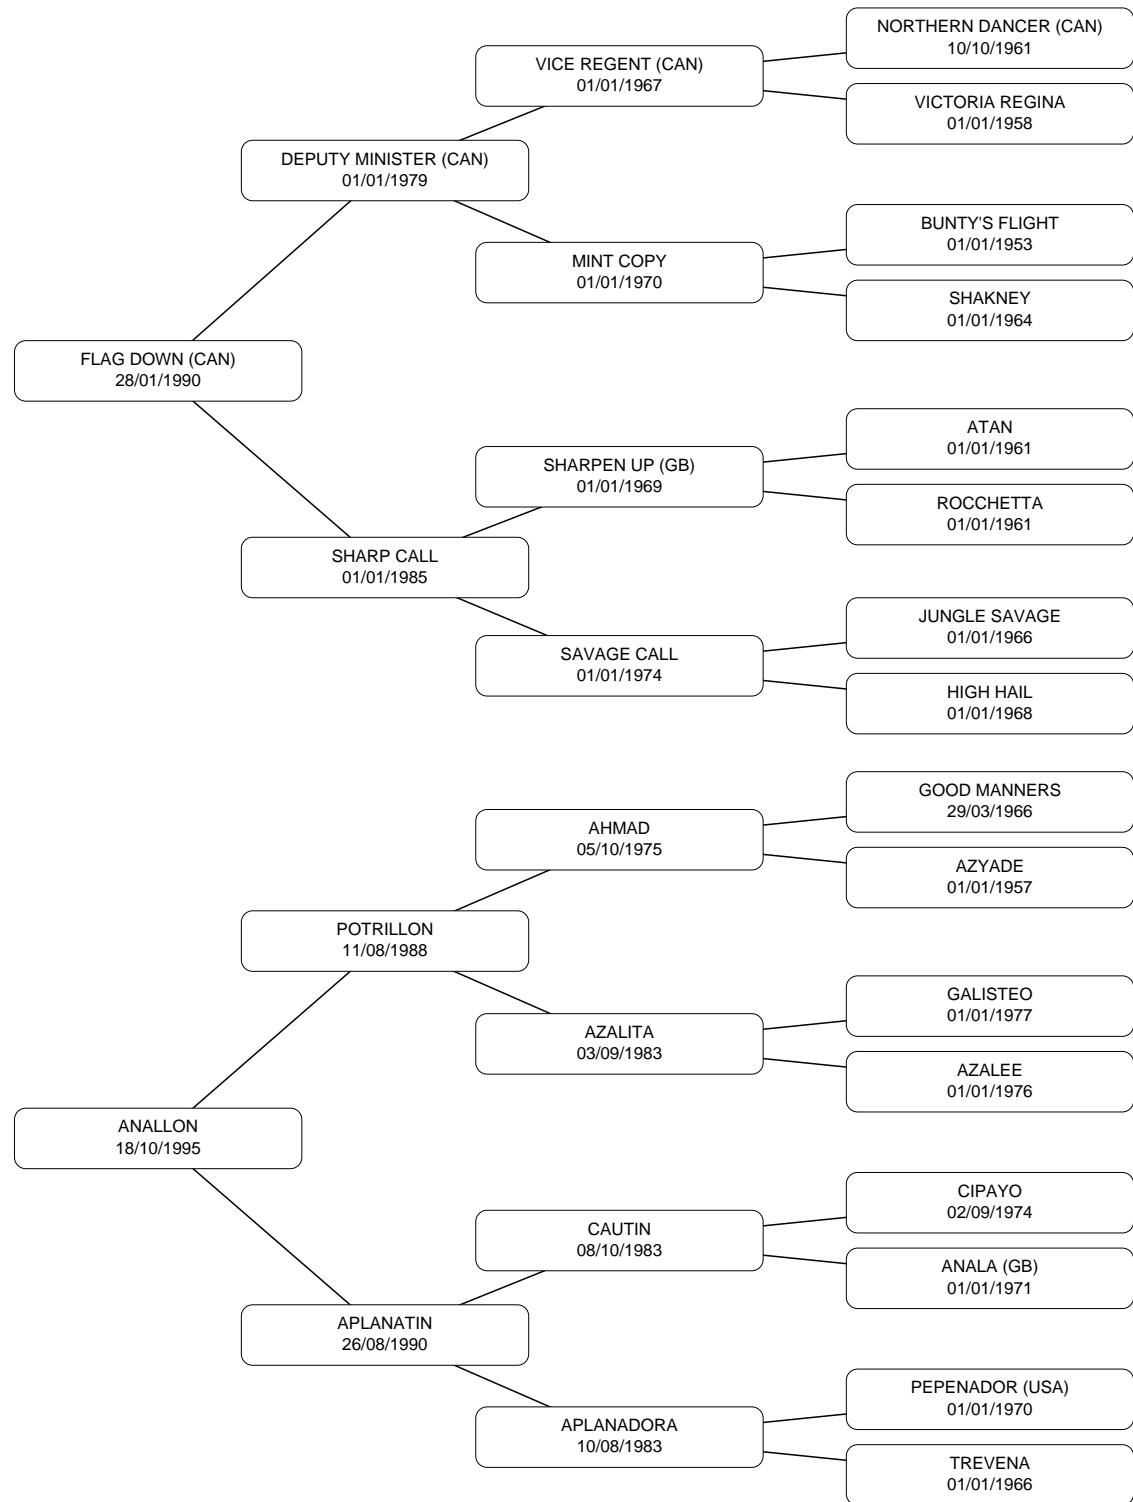 NORTHERN DANCER (CAN)
10/10/1961
VICE REGENT (CAN)
01/01/1967
VICTORIA REGINA
01/01/1958
DEPUTY MINISTER (CAN)
01/01/1979
BUNTY'S FLIGHT
01/01/1953
MINT COPY
01/01/1970
SHAKNEY
01/01/1964
FLAG DOWN (CAN)
28/01/1990
ATAN
01/01/1961
SHARPEN UP (GB)
01/01/1969
ROCCHETTA
01/01/1961
SHARP CALL
01/01/1985
JUNGLE SAVAGE
01/01/1966
SAVAGE CALL
01/01/1974
HIGH HAIL
01/01/1968
GOOD MANNERS
29/03/1966
AHMAD
05/10/1975
AZYADE
01/01/1957
POTRILLON
11/08/1988
GALISTEO
01/01/1977
AZALITA
03/09/1983
AZALEE
01/01/1976
ANALLON
18/10/1995
CIPAYO
02/09/1974
CAUTIN
08/10/1983
ANALA (GB)
01/01/1971
APLANATIN
26/08/1990
PEPENADOR (USA)
01/01/1970
APLANADORA
10/08/1983
TREVENA
01/01/1966